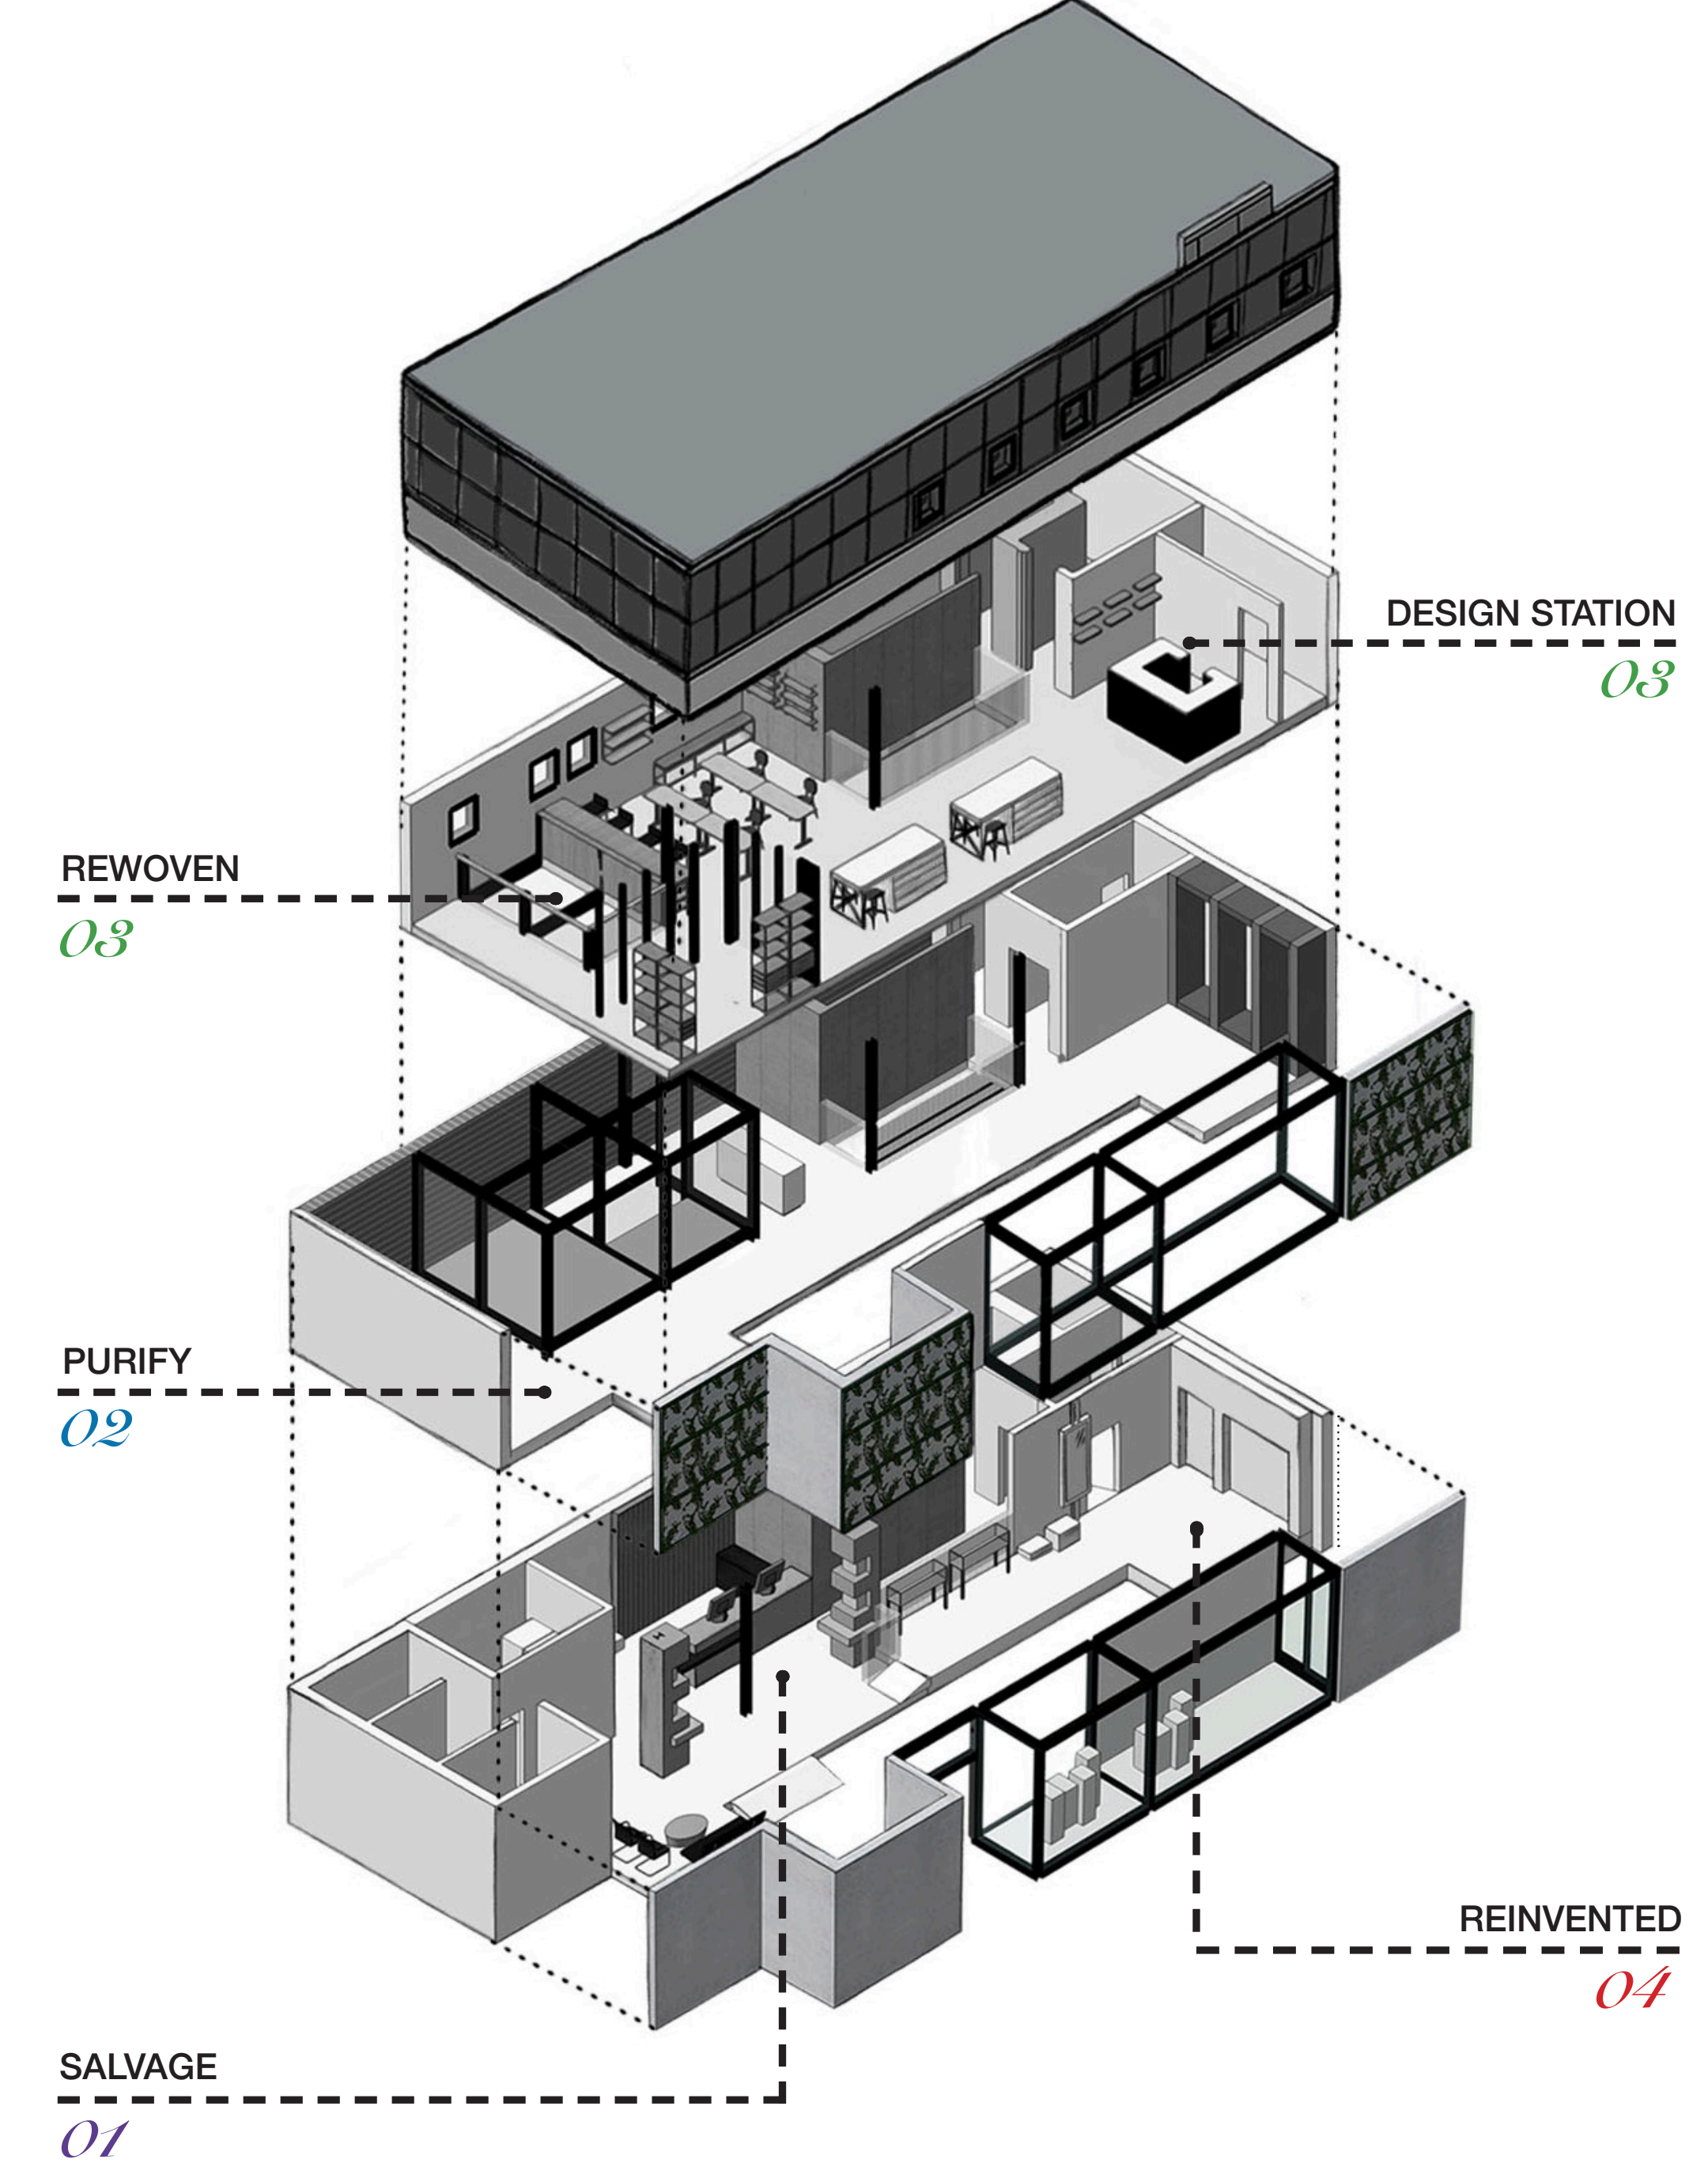 DESIGN STATION
03
REWOVEN
03
PURIFY
02
REINVENTED
04
SALVAGE
01